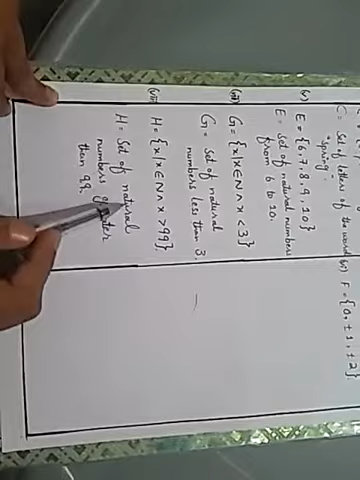 C = Set of letters of the word
"spring"
(v) E = {6,7,8,9,10}
E = Set of natural numbers
from 6 to 10.
G = {x|x∈N∧x<3}
G = Set of natural
numbers less than 3.
(vii) H = {x|x∈N∧x>99}.
H = Set of natural
numbers greater
than 99.
(iv) F = {0, ±1, ±2}.